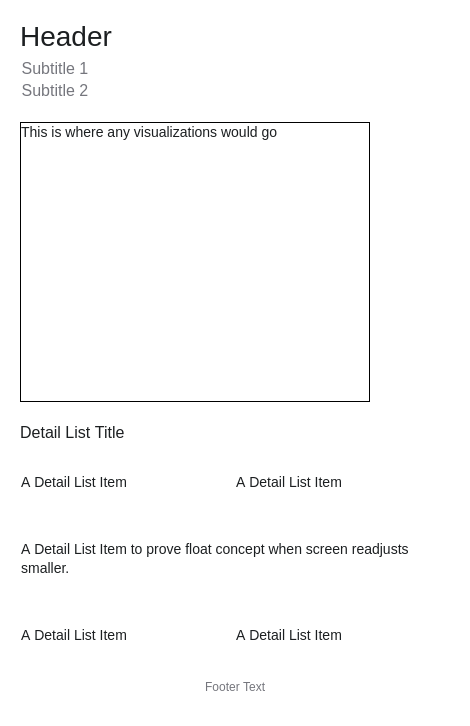 Header
Subtitle 1
Subtitle 2
This is where any visualizations would go
Detail List Title
A Detail List Item
A Detail List Item
A Detail List Item to prove float concept when screen readjusts
smaller.
A Detail List Item
A Detail List Item
Footer Text